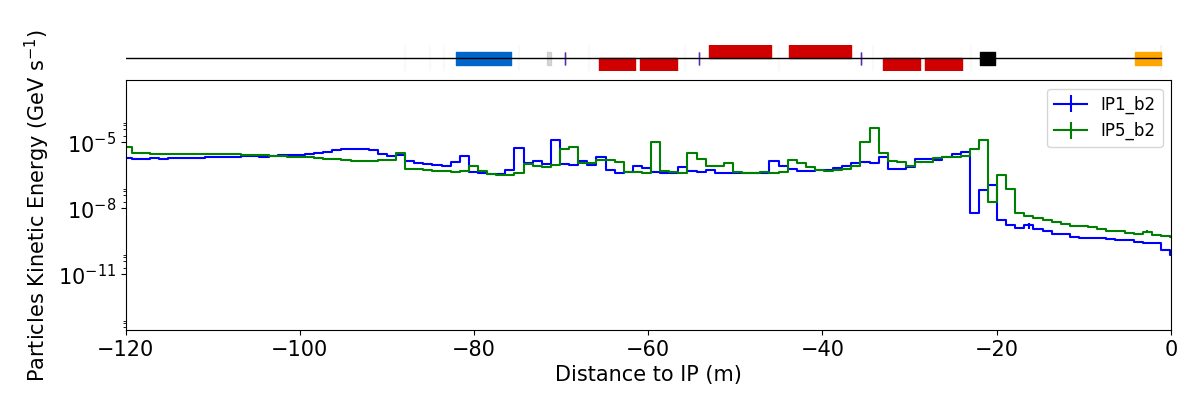 Particles Kinetic Energy (GeV s⁻¹)
10⁻⁵
10⁻⁸
10⁻¹¹
IP1_b2
IP5_b2
−120 −100 −80 −60 −40 −20 0
Distance to IP (m)